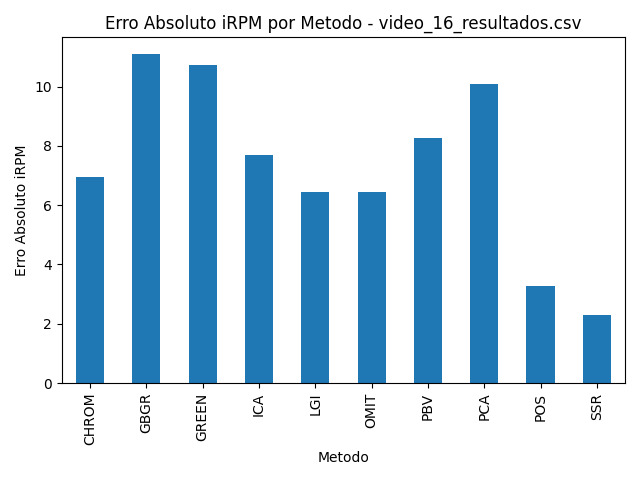 Erro Absoluto iRPM por Metodo - video_16_resultados.csv
Erro Absoluto iRPM
10
8
6
4
2
0
CHROM
GBGR
GREEN
ICA
LGI
OMIT
PBV
PCA
POS
SSR
Metodo